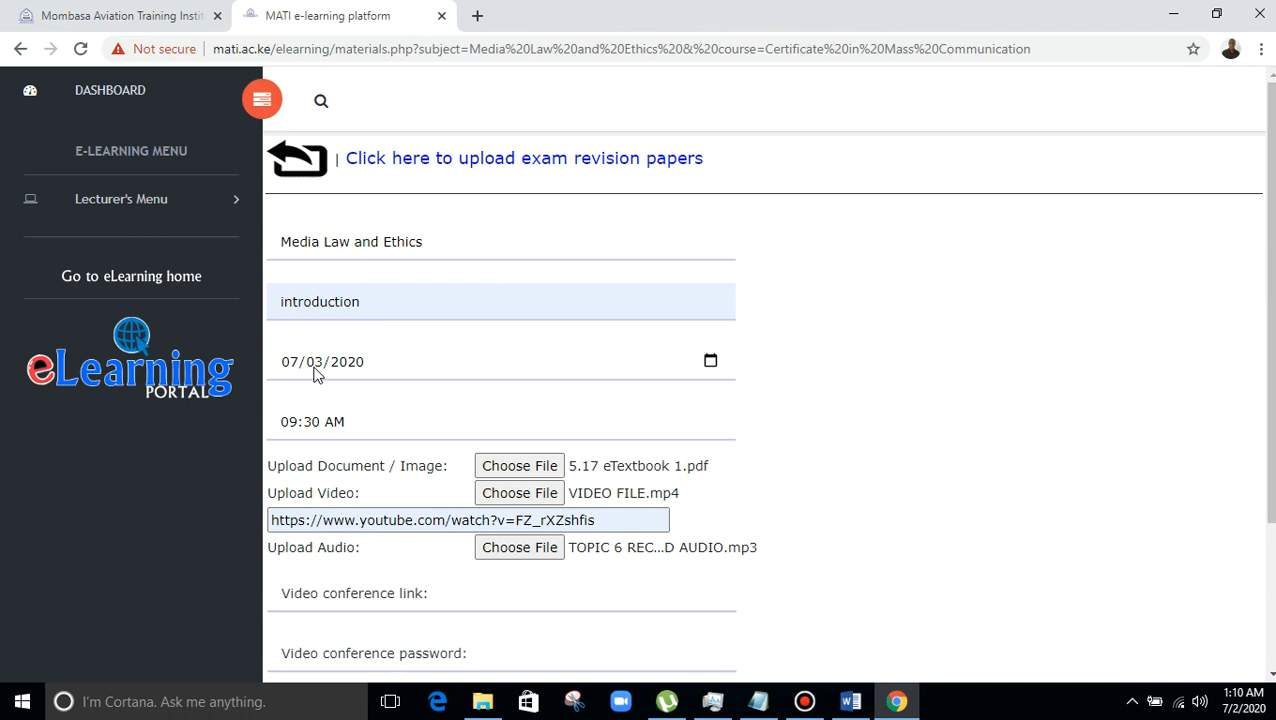 Mombasa Aviation Training Instit
MATI e-learning platform
Not secure
mati.ac.ke/elearning/materials.php?subject=Media%20Law%20and%20Ethics%20&%20course=Certificate%20in%20Mass%20Communication
DASHBOARD
E-LEARNING MENU
Lecturer's Menu
Go to eLearning home
eLearning
PORTAL
| Click here to upload exam revision papers
Media Law and Ethics
introduction
07/03/2020
09:30 AM
Upload Document / Image: Choose File 5.17 eTextbook 1.pdf
Upload Video: Choose File VIDEO FILE.mp4
https://www.youtube.com/watch?v=FZ_rXZshfis
Upload Audio: Choose File TOPIC 6 REC...D AUDIO.mp3
Video conference link:
Video conference password:
I'm Cortana. Ask me anything.
1:10 AM
7/2/2020